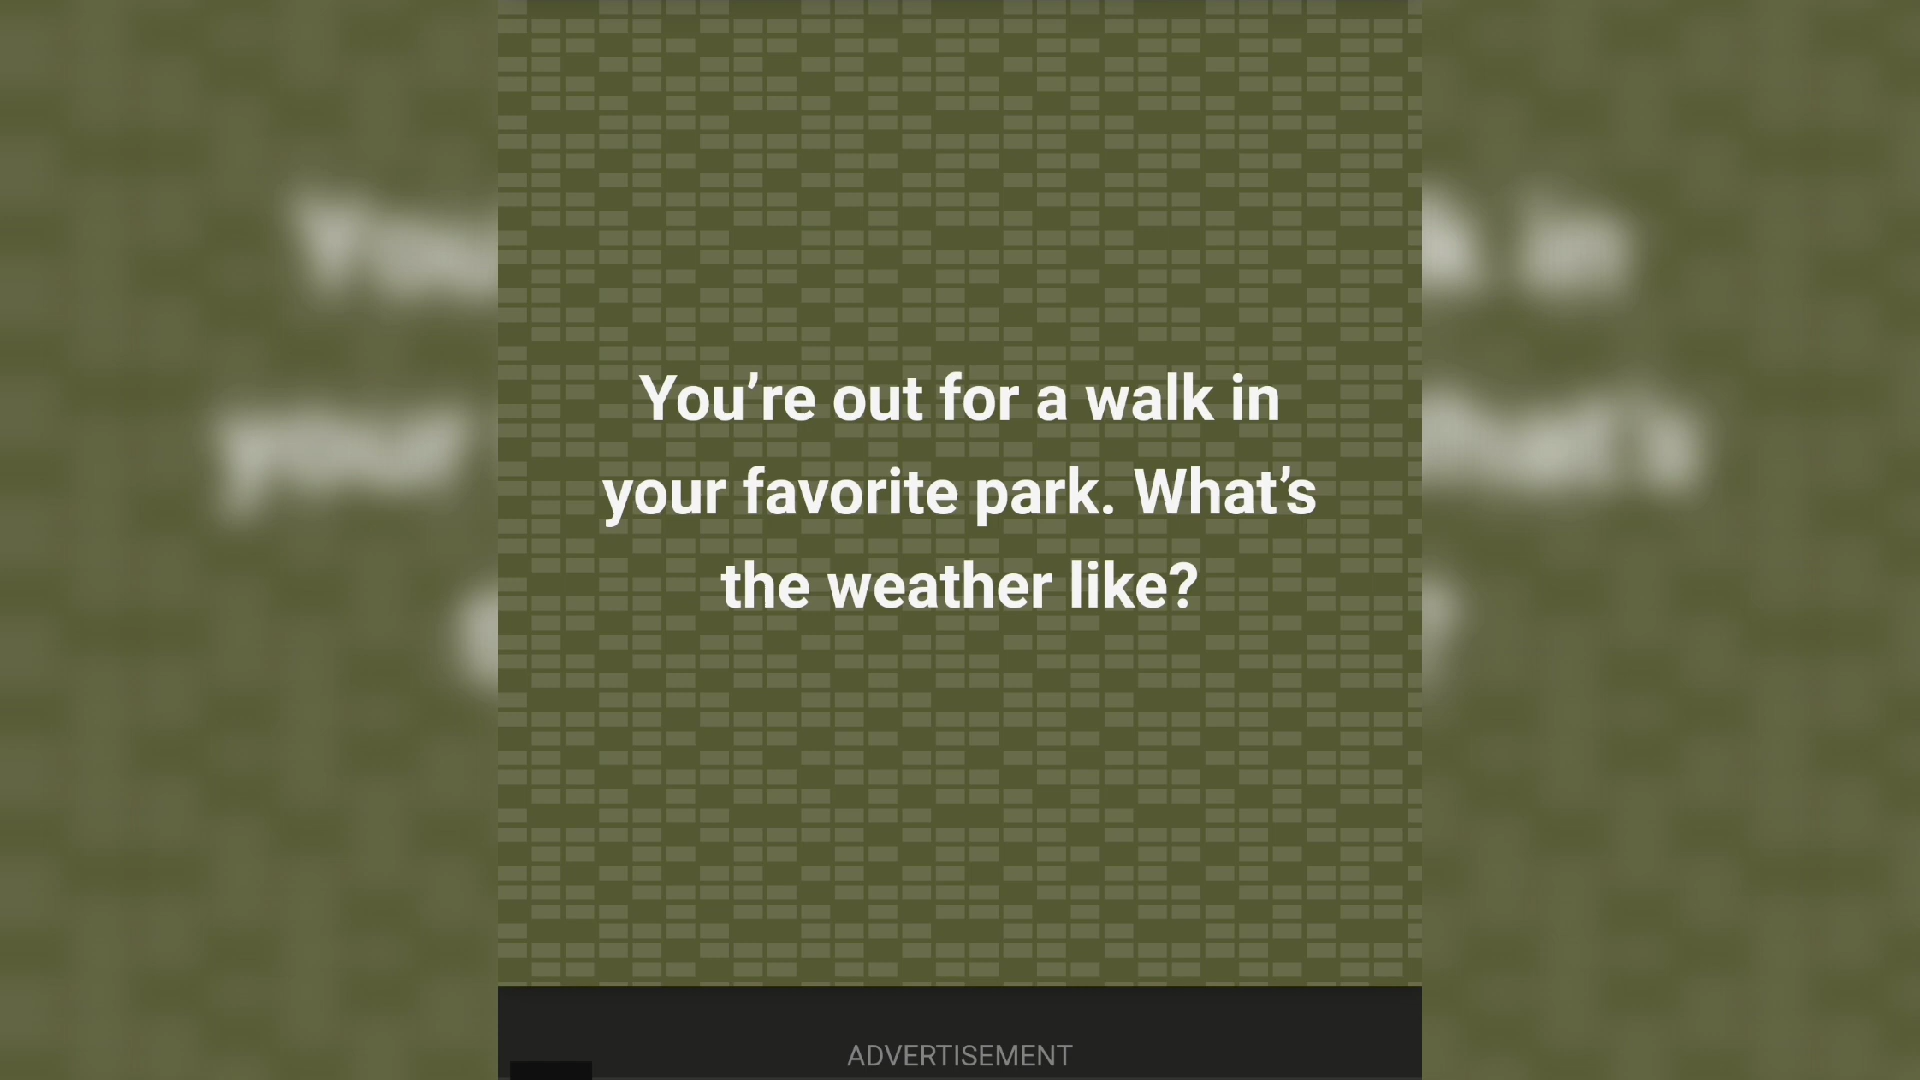 You’re out for a walk in
your favorite park. What’s
the weather like?
ADVERTISEMENT